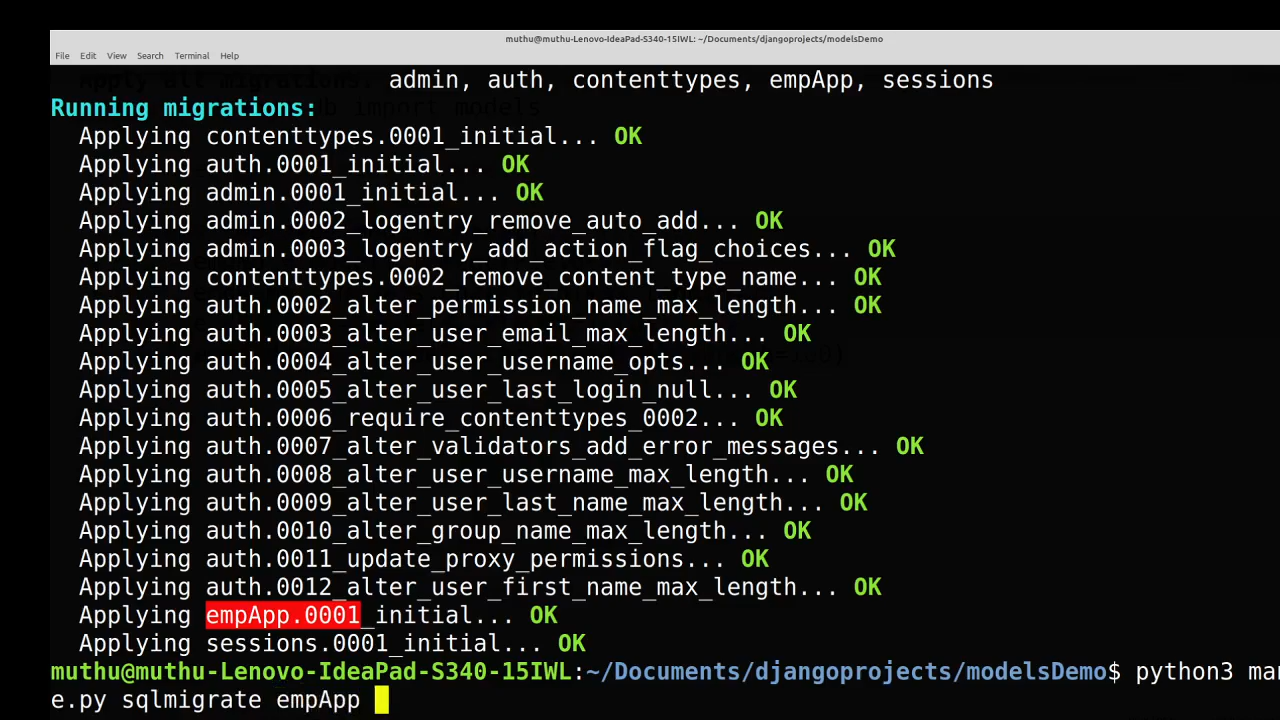 muthu@muthu-Lenovo-IdeaPad-S340-15IWL: ~/Documents/djangoprojects/modelsDemo
File Edit View Search Terminal Help
Apply all migrations: admin, auth, contenttypes, empApp, sessions
Running migrations:
import models
Applying contenttypes.0001_initial... OK
Applying auth.0001_initial... OK
Applying admin.0001_initial... OK
Applying admin.0002_logentry_remove_auto_add... OK
Applying admin.0003_logentry_add_action_flag_choices... OK
Applying contenttypes.0002_remove_content_type_name... OK
Applying auth.0002_alter_permission_name_max_length... OK
Applying auth.0003_alter_user_email_max_length... OK
Applying auth.0004_alter_user_username_opts... OK
Applying auth.0005_alter_user_last_login_null... OK
Applying auth.0006_require_contenttypes_0002... OK
Applying auth.0007_alter_validators_add_error_messages... OK
Applying auth.0008_alter_user_username_max_length... OK
Applying auth.0009_alter_user_last_name_max_length... OK
Applying auth.0010_alter_group_name_max_length... OK
Applying auth.0011_update_proxy_permissions... OK
Applying auth.0012_alter_user_first_name_max_length... OK
Applying empApp.0001_initial... OK
Applying sessions.0001_initial... OK
muthu@muthu-Lenovo-IdeaPad-S340-15IWL:~/Documents/djangoprojects/modelsDemo$ python3 man
e.py sqlmigrate empApp